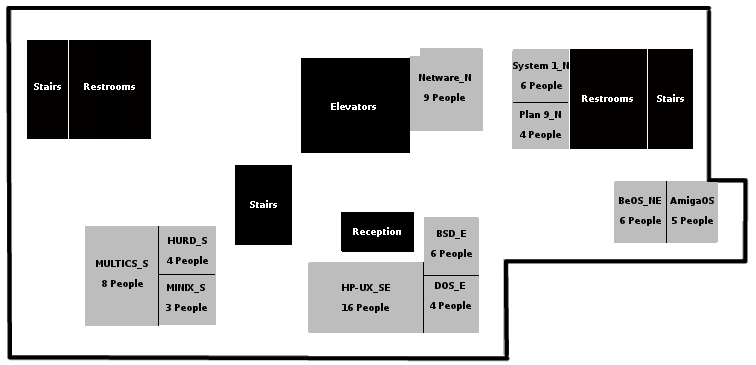 Stairs
Restrooms
Elevators
Netware_N
9 People
System 1_N
6 People
Plan 9_N
4 People
Restrooms
Stairs
Stairs
Reception
BeOS_NE
6 People
AmigaOS
5 People
MULTICS_S
8 People
HURD_S
4 People
MINIX_S
3 People
BSD_E
6 People
HP-UX_SE
16 People
DOS_E
4 People